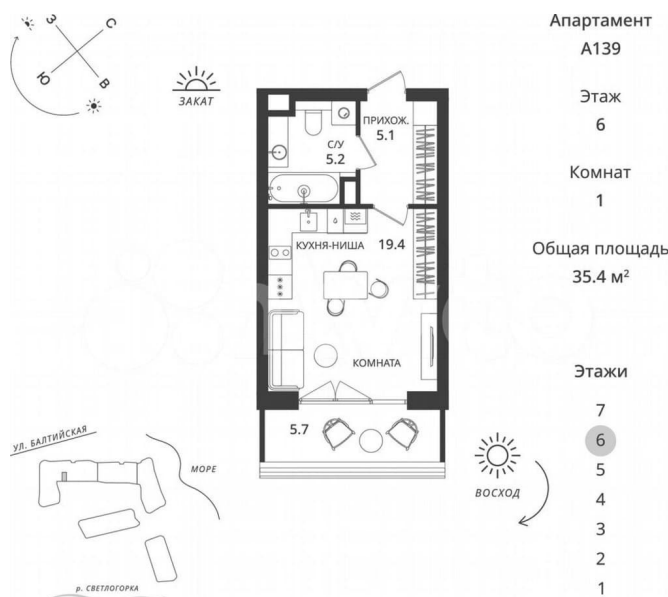 З
С
Ю
В
ЗАКАТ
ПРИХОЖ.
5.1
С/У
5.2
КУХНЯ-НИША
19.4
КОМНАТА
5.7
ВОСХОД
УЛ. БАЛТИЙСКАЯ
МОРЕ
р. СВЕТЛОГОРКА
Апартамент
А139
Этаж
6
Комнат
1
Общая площадь
35.4 м²
Этажи
7
6
5
4
3
2
1